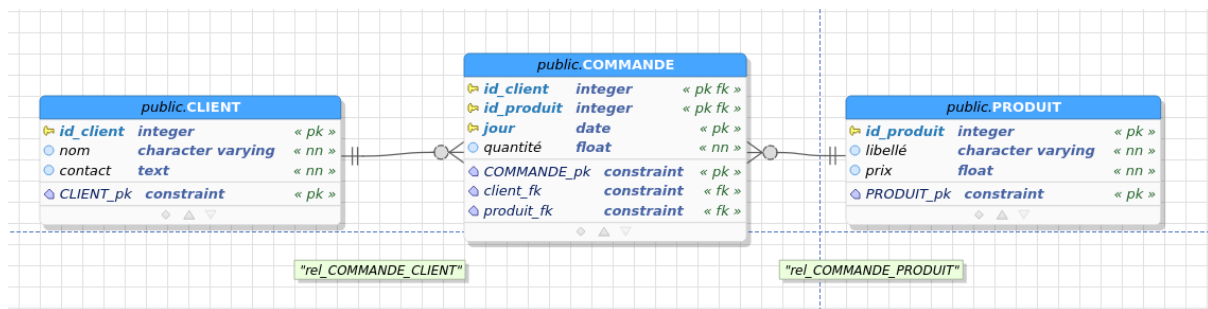 public.CLIENT
id_client integer « pk »
nom character varying « nn »
contact text « nn »
CLIENT_pk constraint « pk »
public.COMMANDE
id_client integer « pk fk »
id_produit integer « pk fk »
jour date « pk »
quantité float « nn »
COMMANDE_pk constraint « pk »
client_fk constraint « fk »
produit_fk constraint « fk »
public.PRODUIT
id_produit integer « pk »
libellé character varying « nn »
prix float « nn »
PRODUIT_pk constraint « pk »
"rel_COMMANDE_CLIENT"
"rel_COMMANDE_PRODUIT"